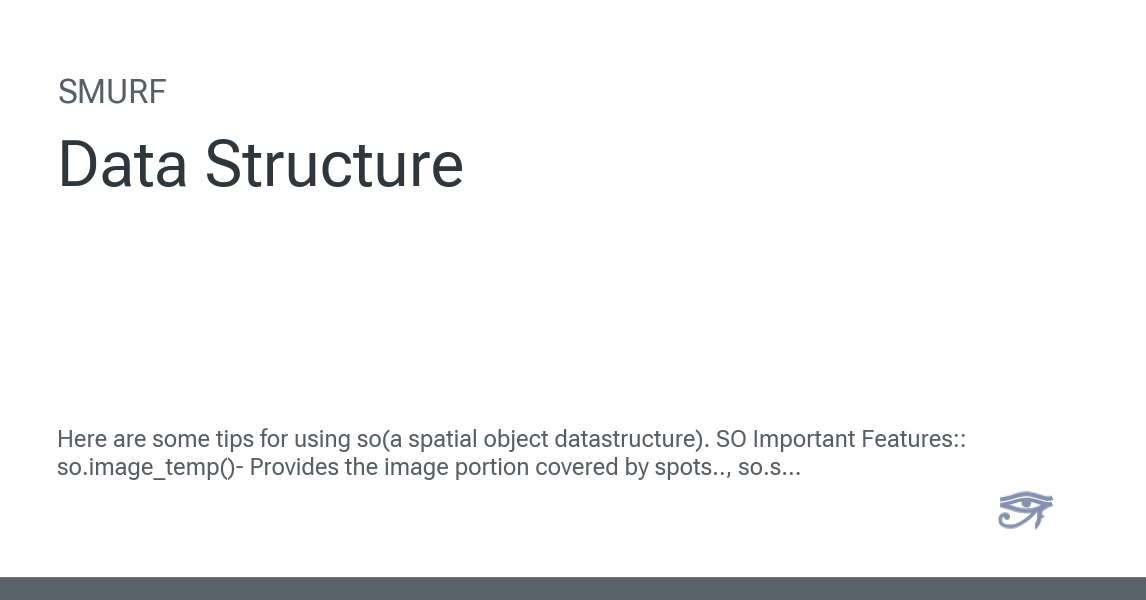 SMURF
Data Structure
Here are some tips for using so(a spatial object datastructure). SO Important Features::
so.image_temp()- Provides the image portion covered by spots.., so.s...